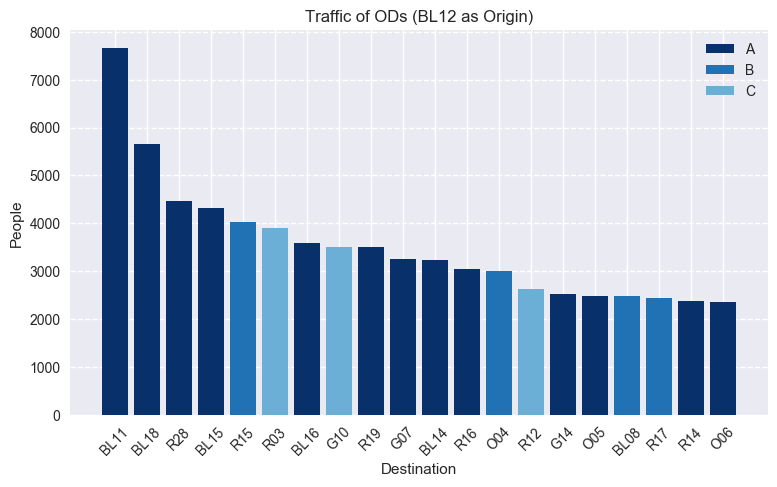 Traffic of ODs (BL12 as Origin)
8000
7000
6000
5000
4000
3000
2000
1000
0
People
A
B
C
BL11 BL18 R28 BL15 R15 R03 BL16 G10 R19 G07 BL14 R16 O04 R12 G14 O05 BL08 R17 R14 O06
Destination